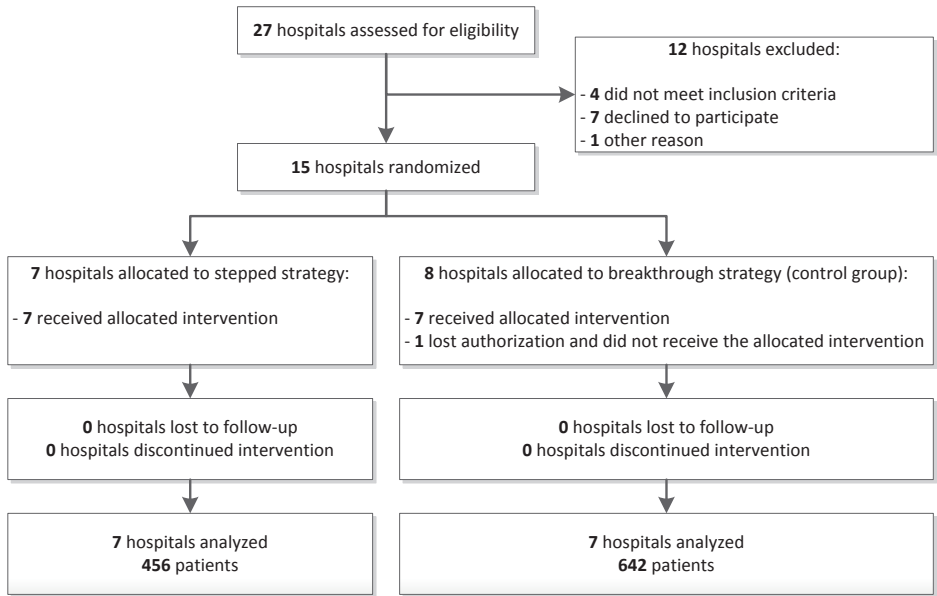 27 hospitals assessed for eligibility
12 hospitals excluded:
- 4 did not meet inclusion criteria
- 7 declined to participate
- 1 other reason
15 hospitals randomized
7 hospitals allocated to stepped strategy:
- 7 received allocated intervention
8 hospitals allocated to breakthrough strategy (control group):
- 7 received allocated intervention
- 1 lost authorization and did not receive the allocated intervention
0 hospitals lost to follow-up
0 hospitals discontinued intervention
0 hospitals lost to follow-up
0 hospitals discontinued intervention
7 hospitals analyzed
456 patients
7 hospitals analyzed
642 patients